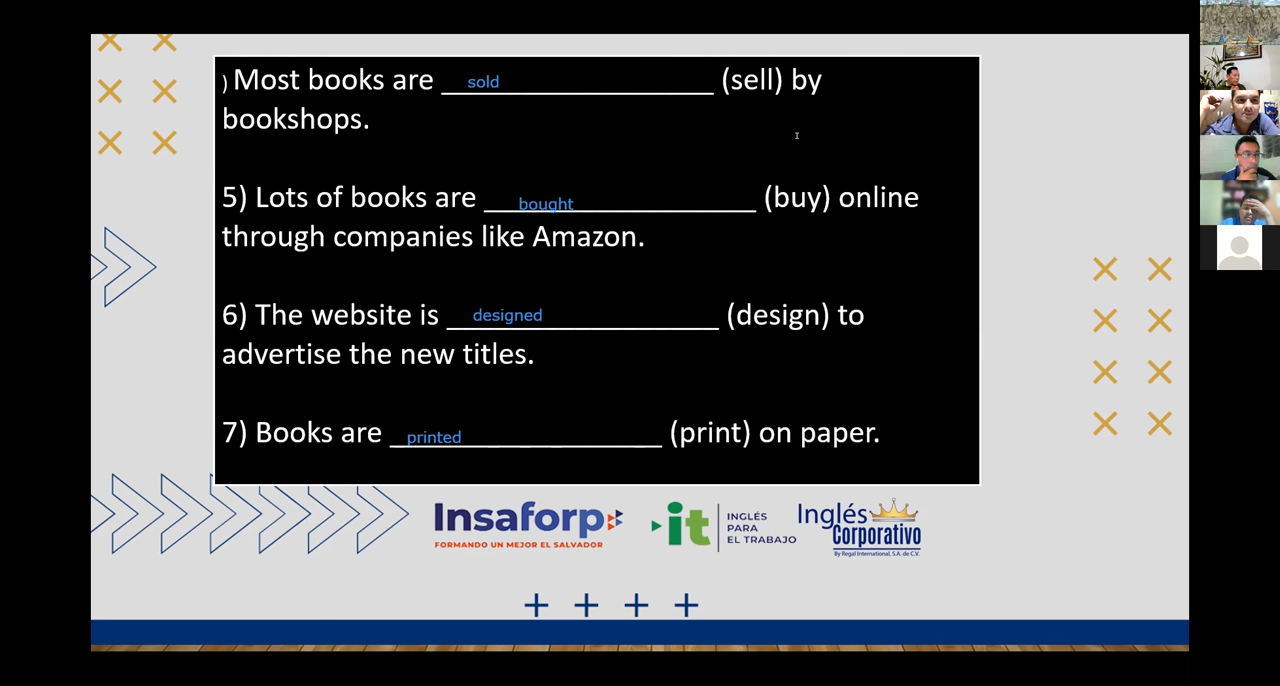 ) Most books are sold (sell) by
bookshops.
5) Lots of books are bought (buy) online
through companies like Amazon.
6) The website is designed (design) to
advertise the new titles.
7) Books are printed (print) on paper.
Insaforp
FORMANDO UN MEJOR EL SALVADOR
it
INGLÉS
PARA
EL TRABAJO
Inglés
Corporativo
By Regal International, S.A. de C.V.